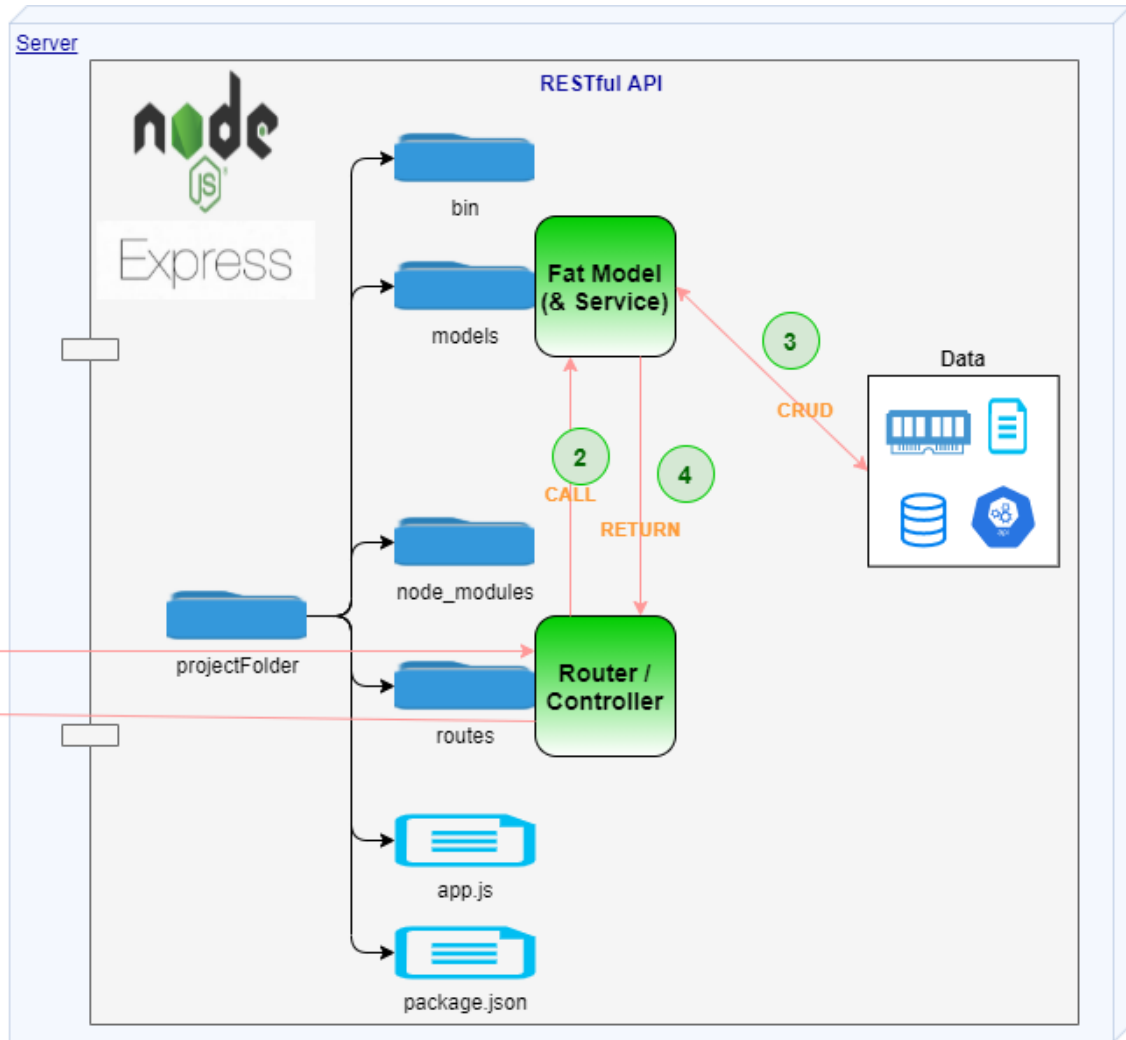 Server
RESTful API
node
JS
Express
bin
Fat Model
(& Service)
models
3
Data
CRUD
2
4
CALL
RETURN
api
node_modules
projectFolder
Router /
Controller
routes
app.js
package.json